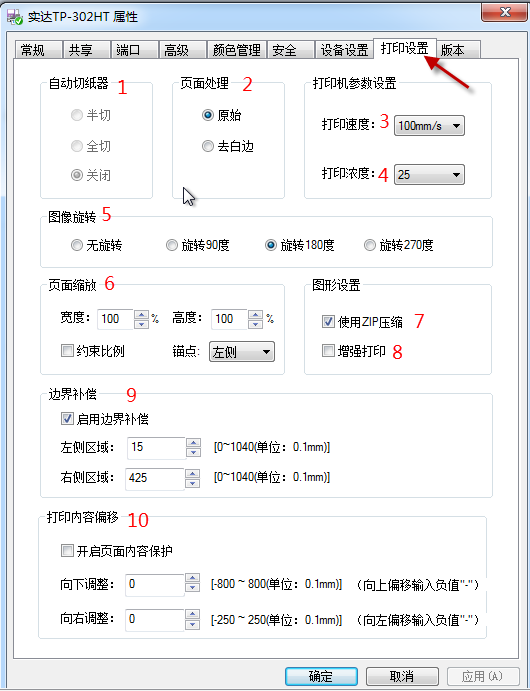 实达TP-302HT 属性
常规 共享 端口 高级 颜色管理 安全 设备设置 打印设置 版本
自动切纸器 1 页面处理 2 打印机参数设置
半切 原始 打印速度： 3 100mm/s
全切 去白边
关闭 打印浓度： 4 25
图像旋转 5
无旋转 旋转90度 旋转180度 旋转270度
页面缩放 6 图形设置
宽度： 100 % 高度： 100 % 使用ZIP压缩 7
约束比例 锚点: 左侧 增强打印 8
边界补偿 9
启用边界补偿
左侧区域： 15 [0~1040(单位：0.1mm)]
右侧区域： 425 [0~1040(单位：0.1mm)]
打印内容偏移 10
开启页面内容保护
向下调整： 0 [-800 ~ 800(单位：0.1mm)] （向上偏移输入负值"-"）
向右调整： 0 [-250 ~ 250(单位：0.1mm)] （向左偏移输入负值"-"）
确定 取消 应用(A)